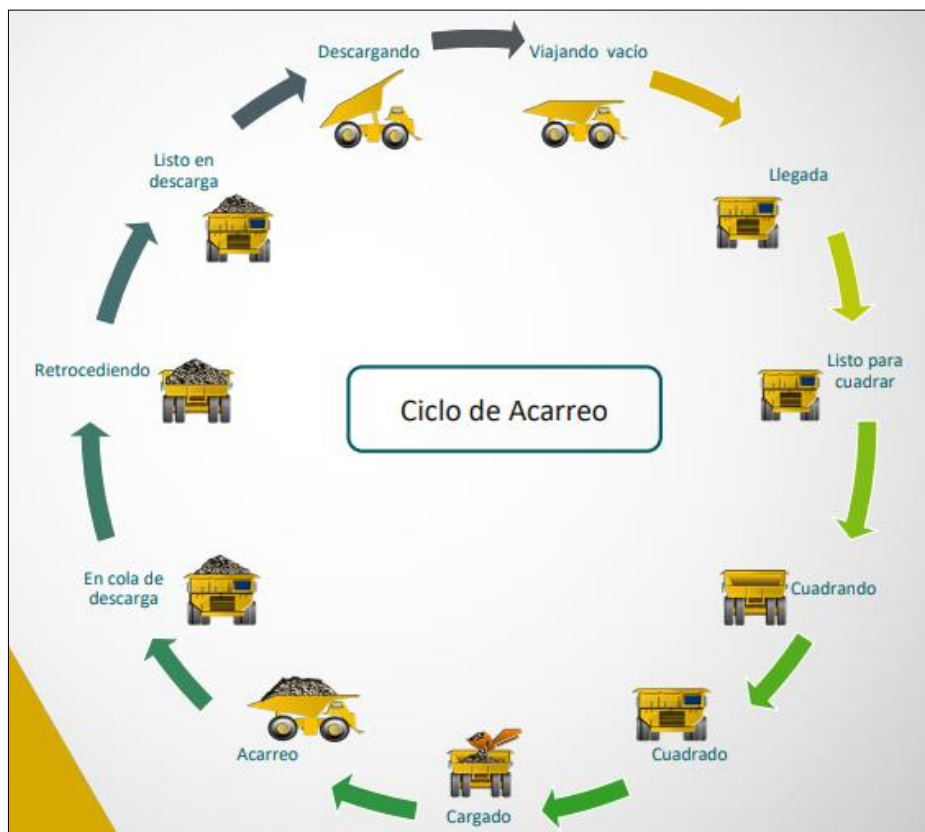 Descargando
Viajando vacío
Llegada
Listo para
cuadrar
Cuadrando
Cuadrado
Cargado
Acarreo
En cola de
descarga
Retrocediendo
Listo en
descarga
Ciclo de Acarreo